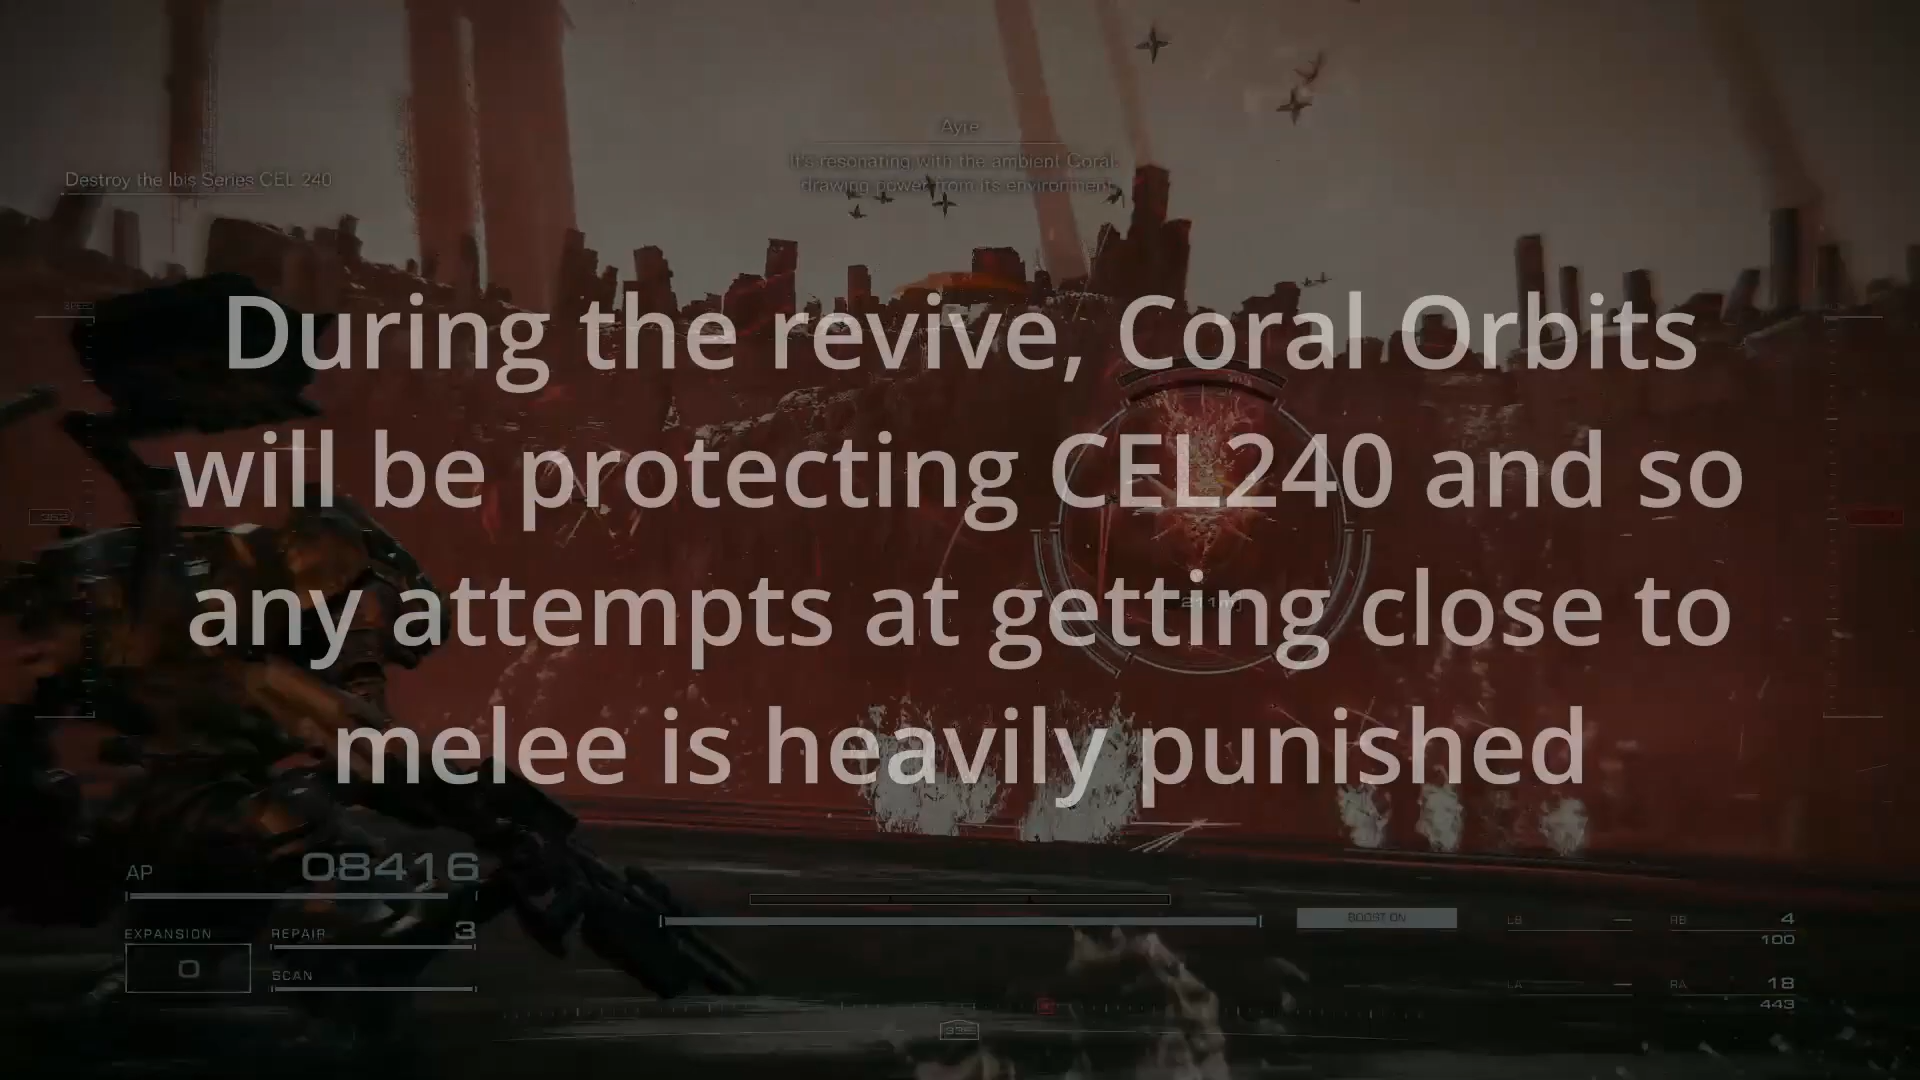 Ayre
It's resonating with the ambient Coral,
drawing power from its environment.
Destroy the Ibis Series CEL 240
During the revive, Coral Orbits
will be protecting CEL240 and so
any attempts at getting close to
melee is heavily punished
AP 08416
EXPANSION
0
REPAIR 3
SCAN
BOOST ON
LB —
RB 4
100
LA —
RA 18
443